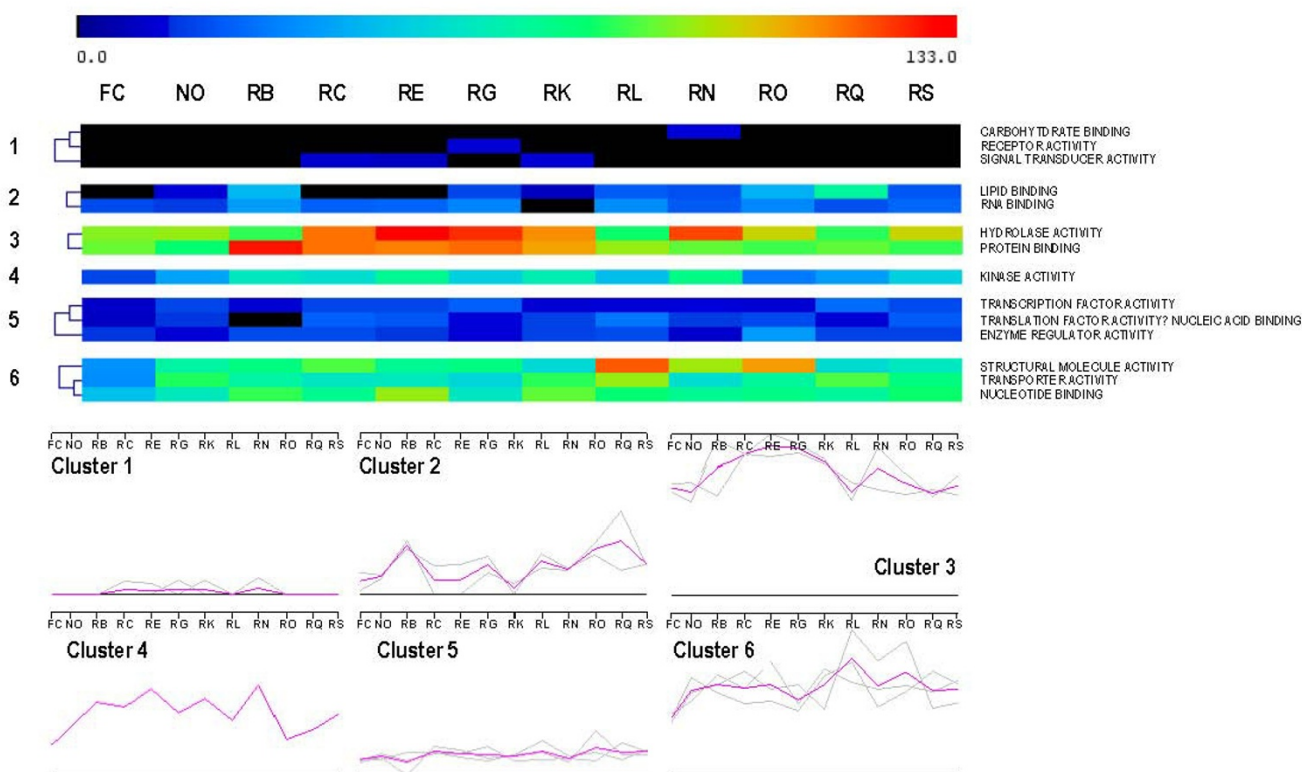 0.0 133.0
FC NO RB RC RE RG RK RL RN RO RQ RS
1
CARBOHYTDRATE BINDING
RECEPTOR ACTIVITY
SIGNAL TRANSDUCER ACTIVITY
2
LIPID BINDING
RNA BINDING
3
HYDROLASE ACTIVITY
PROTEIN BINDING
4
KINASE ACTIVITY
5
TRANSCRIPTION FACTOR ACTIVITY
TRANSLATION FACTOR ACTIVITY? NUCLEIC ACID BINDING
ENZYME REGULATOR ACTIVITY
6
STRUCTURAL MOLECULE ACTIVITY
TRANSPORTER ACTIVITY
NUCLEOTIDE BINDING
FC NO RB RC RE RG RK RL RN RO RQ RS
Cluster 1
FC NO RB RC RE RG RK RL RN RO RQ RS
Cluster 2
FC NO RB RC RE RG RK RL RN RO RQ RS
Cluster 3
FC NO RB RC RE RG RK RL RN RO RQ RS
Cluster 4
FC NO RB RC RE RG RK RL RN RO RQ RS
Cluster 5
FC NO RB RC RE RG RK RL RN RO RQ RS
Cluster 6